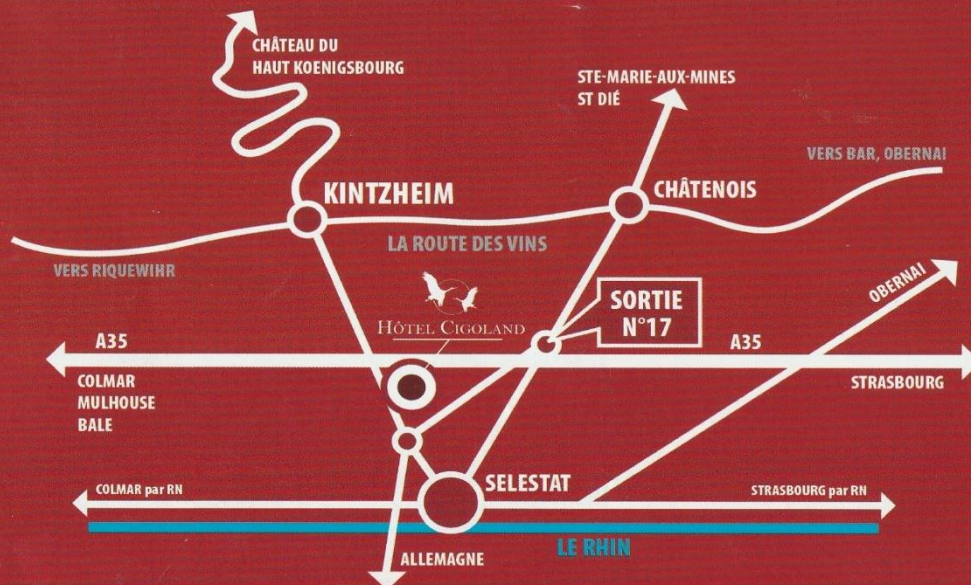 CHÂTEAU DU
HAUT KOENIGSBOURG
STE-MARIE-AUX-MINES
ST DIÉ
VERS BAR, OBERNAI
KINTZHEIM
CHÂTENOIS
LA ROUTE DES VINS
VERS RIQUEWIHR
OBERNAI
HÔTEL CIGOLAND
SORTIE
N°17
A35
A35
COLMAR
MULHOUSE
BALE
STRASBOURG
SELESTAT
COLMAR par RN
STRASBOURG par RN
LE RHIN
ALLEMAGNE